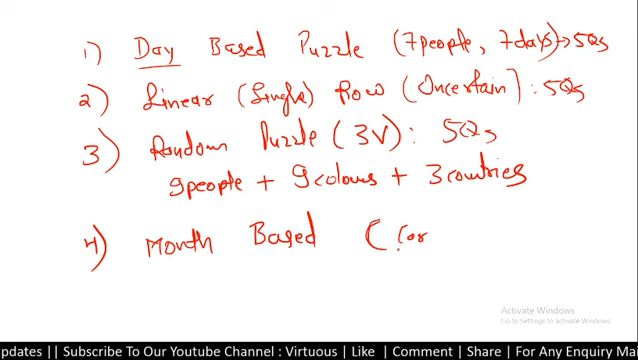 1) Day Based Puzzle (7people, 7days)→5Qs
2) Linear (Single) Row (Uncertain) : 5Qs
3) Random Puzzle (3V) : 5Qs
9people + 9colours + 3countries
4) Month Based (
Activate Windows
Go to Settings to activate Windows.
pdates || Subscribe To Our Youtube Channel : Virtuous | Like | Comment | Share | For Any Enquiry Mai